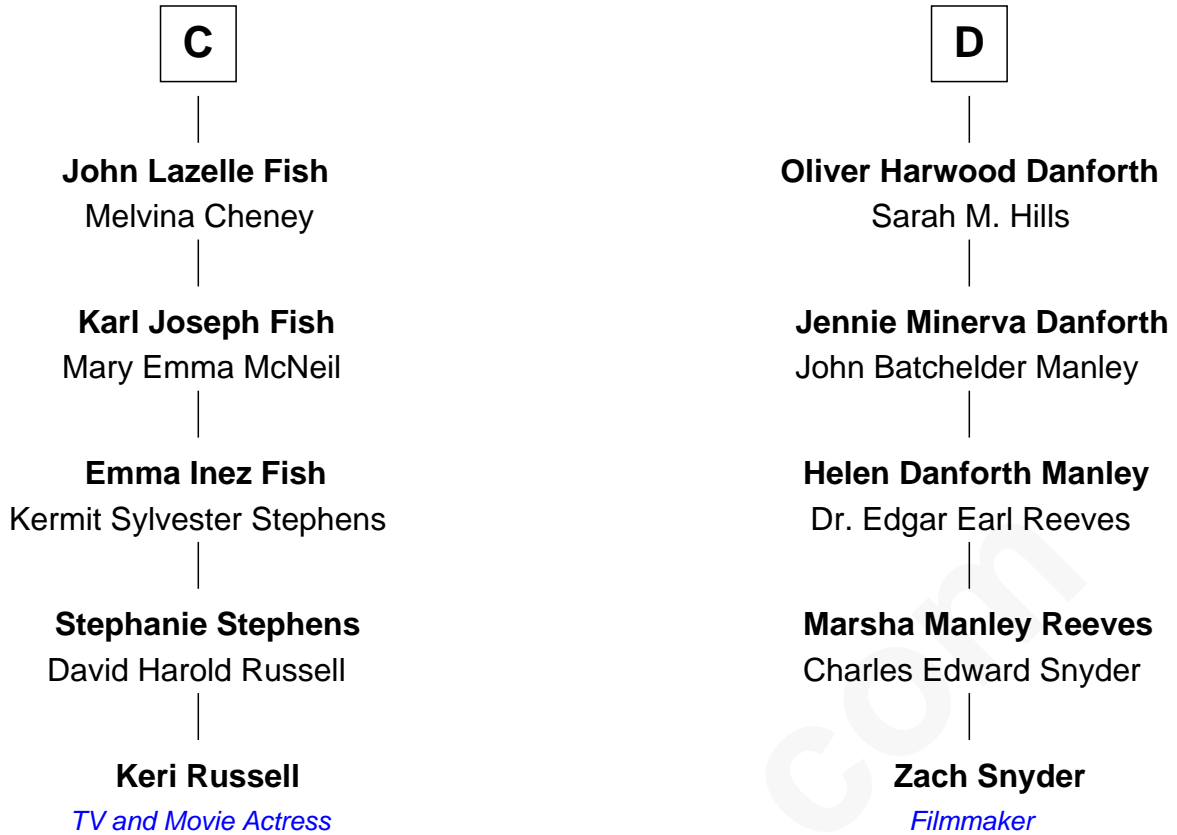 C
John Lazelle Fish
Melvina Cheney
Karl Joseph Fish
Mary Emma McNeil
Emma Inez Fish
Kermit Sylvester Stephens
Stephanie Stephens
David Harold Russell
Keri Russell
TV and Movie Actress
D
Oliver Harwood Danforth
Sarah M. Hills
Jennie Minerva Danforth
John Batchelder Manley
Helen Danforth Manley
Dr. Edgar Earl Reeves
Marsha Manley Reeves
Charles Edward Snyder
Zach Snyder
Filmmaker
com